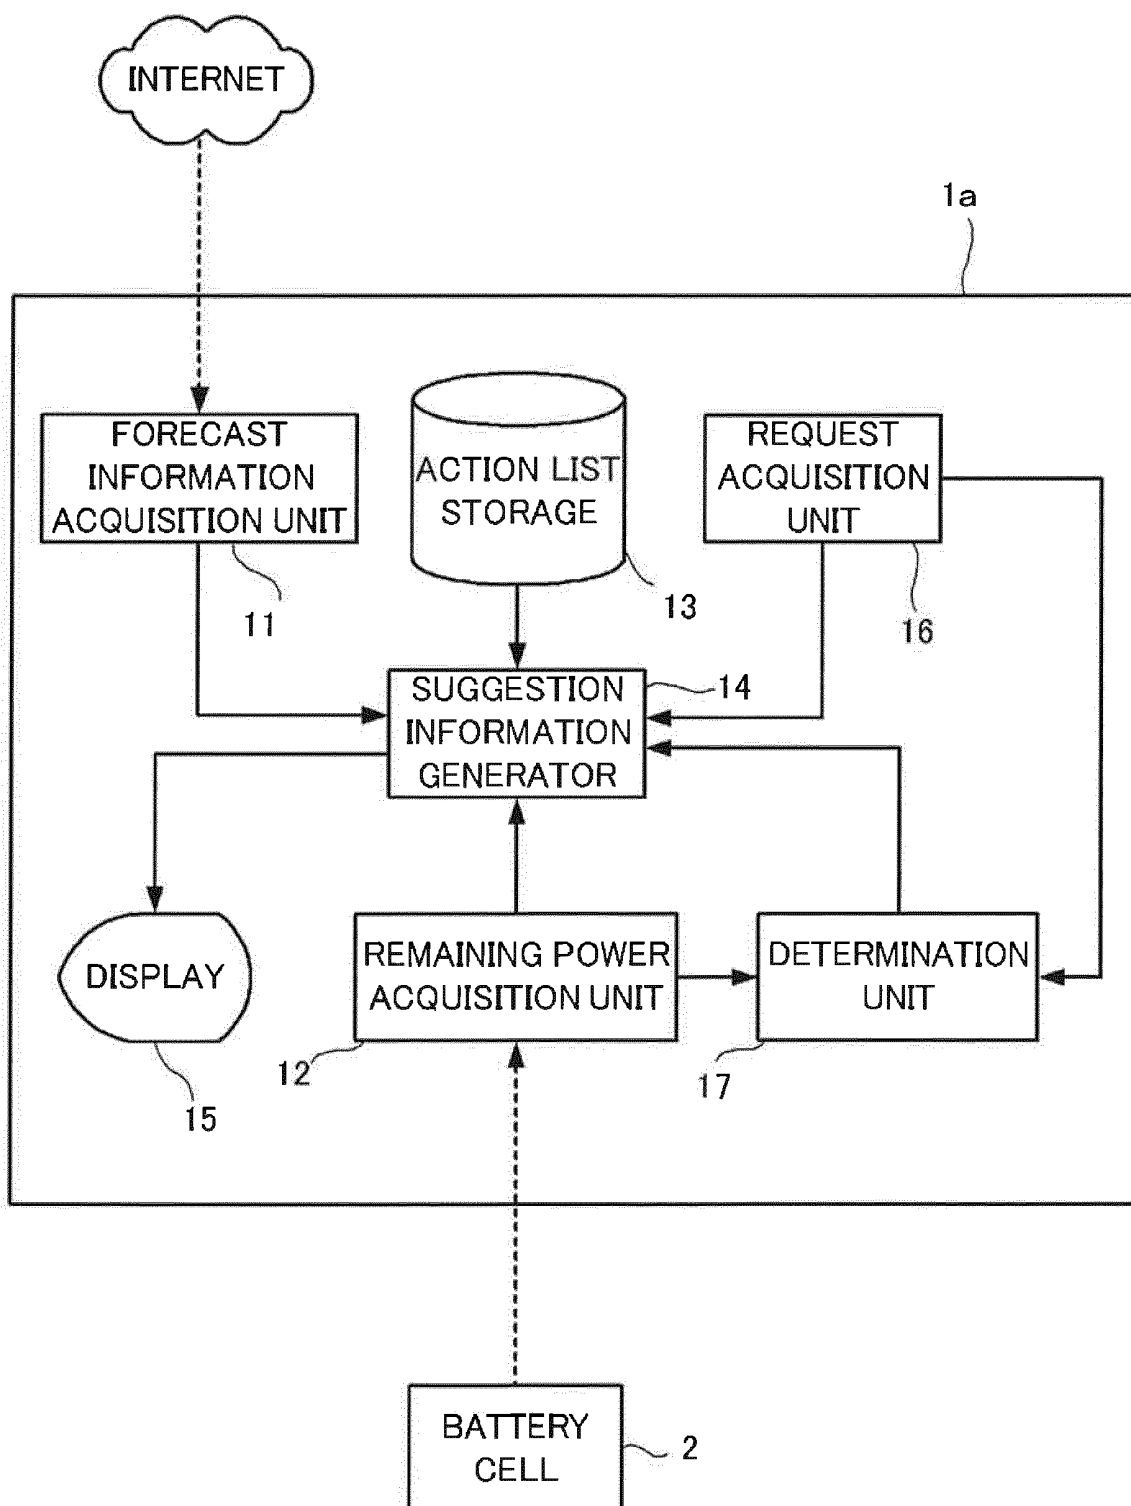 INTERNET
1a
FORECAST
INFORMATION
ACQUISITION UNIT
11
ACTION LIST
STORAGE
13
REQUEST
ACQUISITION
UNIT
16
SUGGESTION
INFORMATION
GENERATOR
14
DISPLAY
15
REMAINING POWER
ACQUISITION UNIT
12
DETERMINATION
UNIT
17
BATTERY
CELL
2